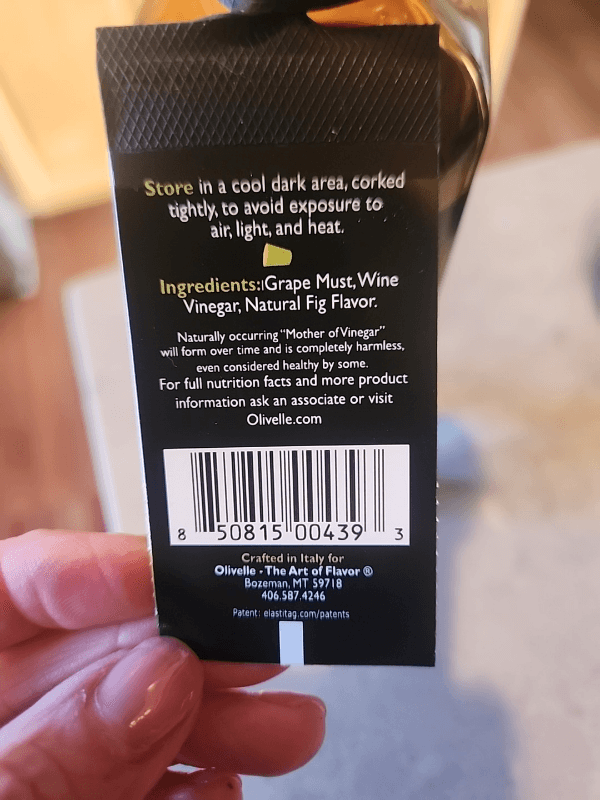 Store in a cool dark area, corked
tightly, to avoid exposure to
air, light, and heat.
Ingredients: Grape Must, Wine
Vinegar, Natural Fig Flavor.
Naturally occurring "Mother of Vinegar"
will form over time and is completely harmless,
even considered healthy by some.
For full nutrition facts and more product
information ask an associate or visit
Olivelle.com
8 50815 00439 3
Crafted in Italy for
Olivelle - The Art of Flavor ®
Bozeman, MT 59718
406.587.4246
Patent: elastitag.com/patents